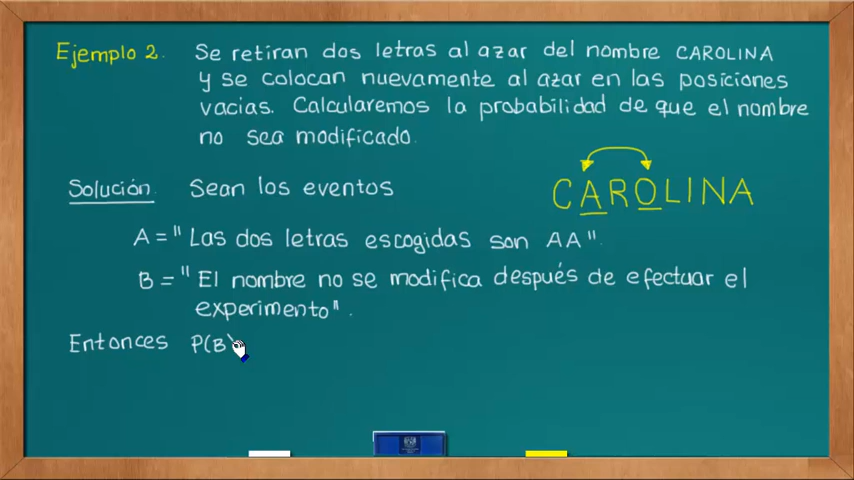 Ejemplo 2. Se retiran dos letras al azar del nombre CAROLINA
y se colocan nuevamente al azar en las posiciones
vacias. Calcularemos la probabilidad de que el nombre
no sea modificado.
Solución. Sean los eventos
CAROLINA
A = "Las dos letras escogidas son AA".
B = "El nombre no se modifica después de efectuar el
experimento".
Entonces P(B)